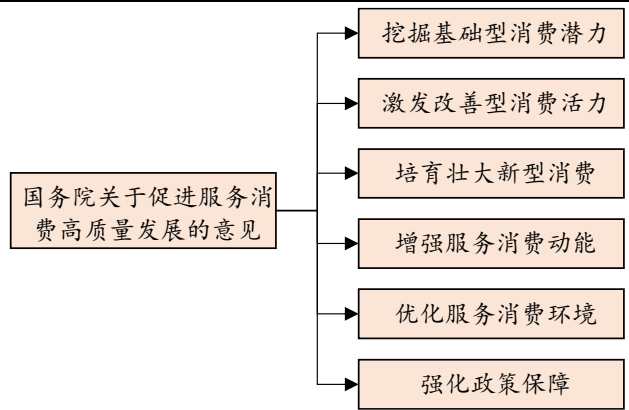 挖掘基础型消费潜力
激发改善型消费活力
培育壮大新型消费
国务院关于促进服务消
费高质量发展的意见
增强服务消费动能
优化服务消费环境
强化政策保障